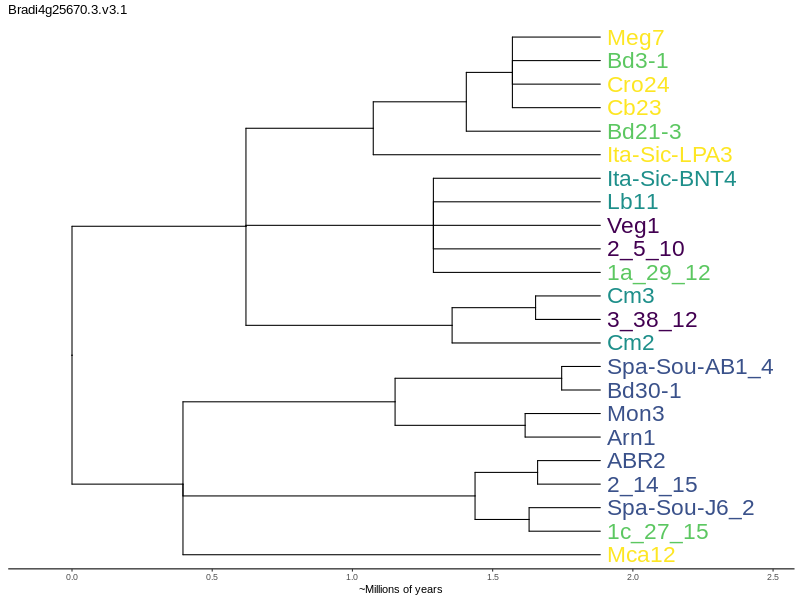 Bradi4g25670.3.v3.1
Meg7
Bd3-1
Cro24
Cb23
Bd21-3
Ita-Sic-LPA3
Ita-Sic-BNT4
Lb11
Veg1
2_5_10
1a_29_12
Cm3
3_38_12
Cm2
Spa-Sou-AB1_4
Bd30-1
Mon3
Arn1
ABR2
2_14_15
Spa-Sou-J6_2
1c_27_15
Mca12
0.0 0.5 1.0 1.5 2.0 2.5
~Millions of years